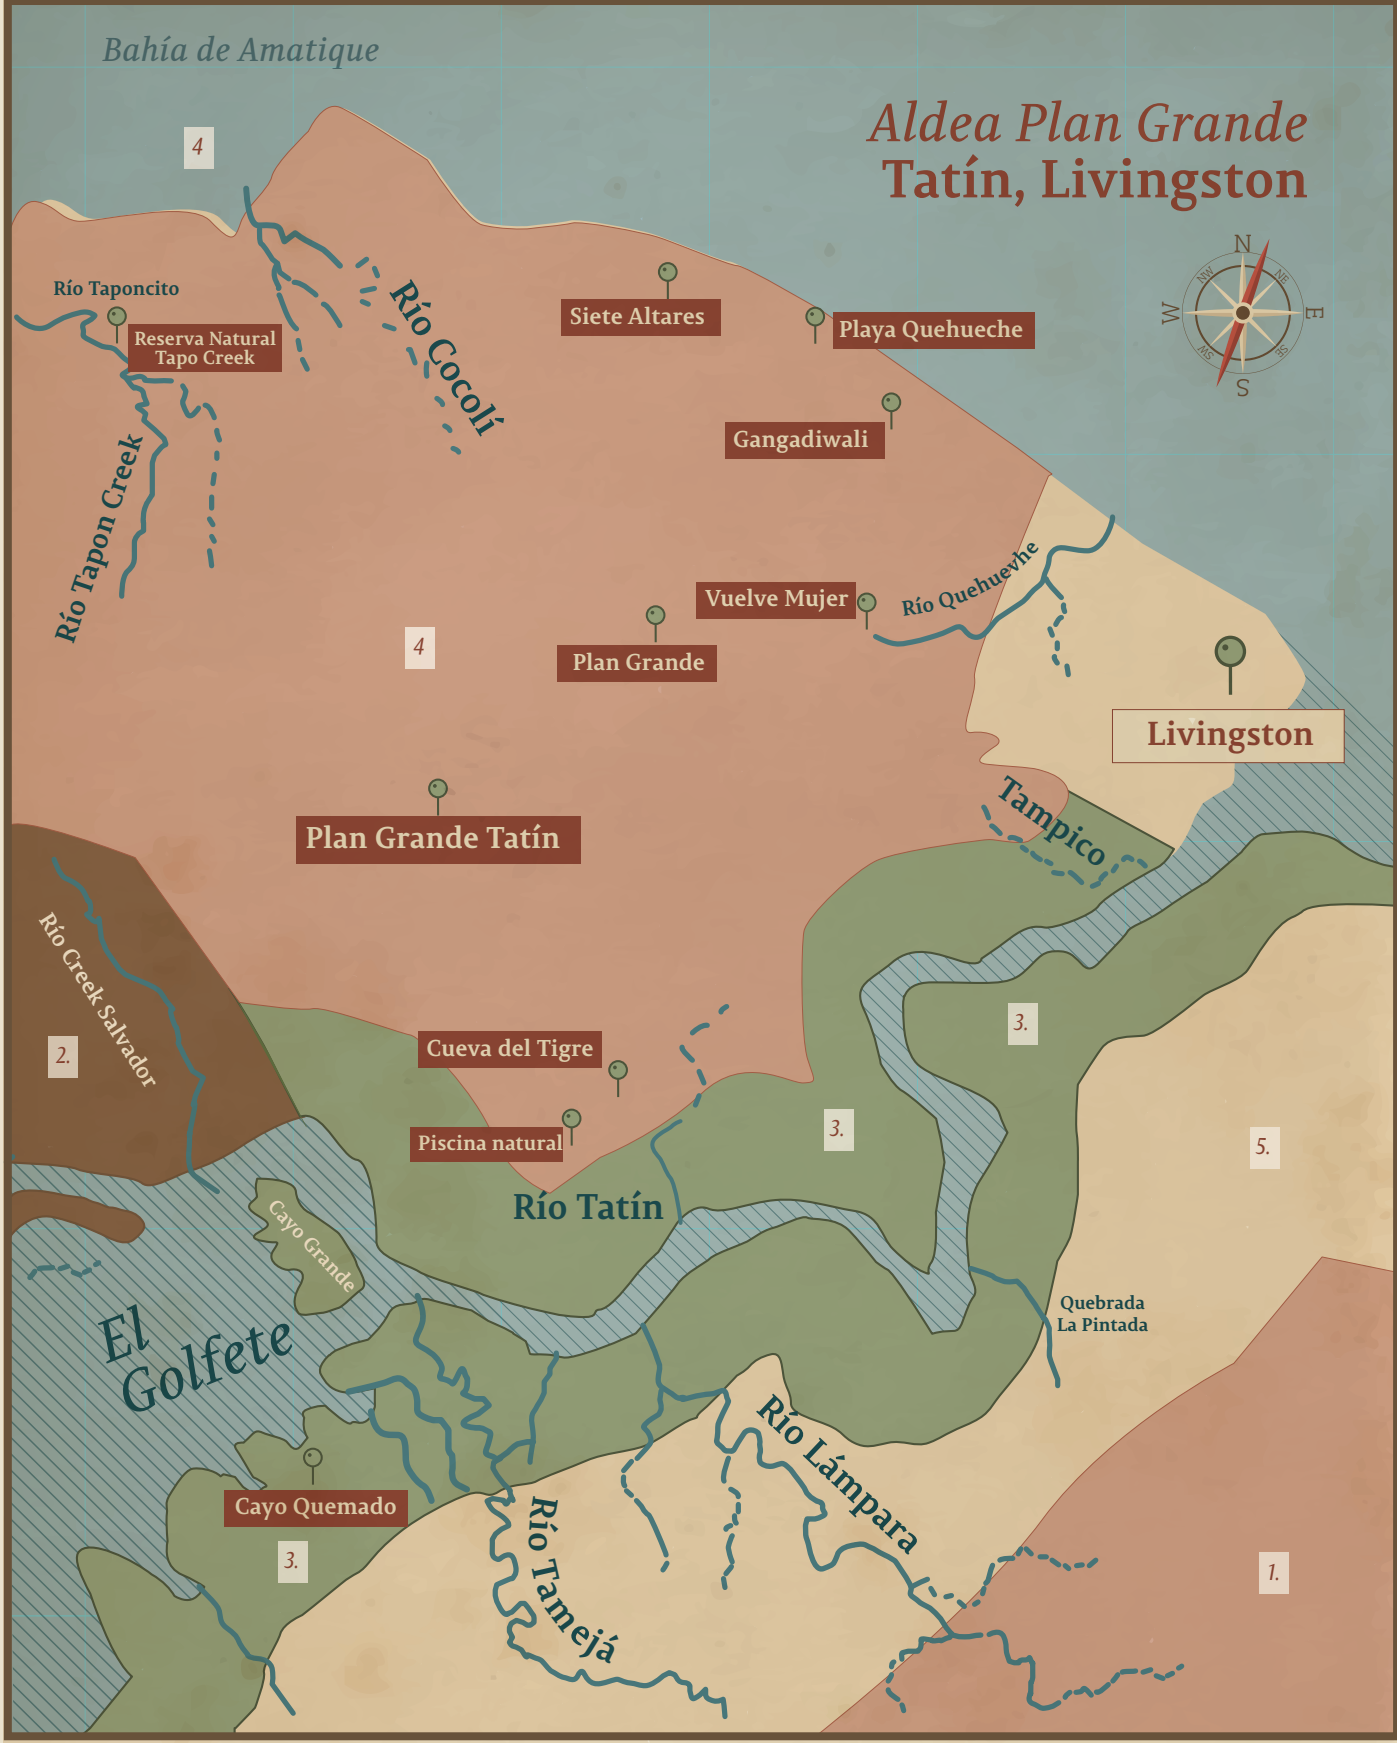 Bahía de Amatique
Aldea Plan Grande
Tatín, Livingston
4
N
NW
NE
W
E
SW
SE
S
Río Taponcito
Reserva Natural
Tapo Creek
Río Cocolí
Siete Altares
Playa Quehueche
Gangadiwali
Río Tapon Creek
Río Quehuevhe
Vuelve Mujer
4
Plan Grande
Livingston
Tampico
Plan Grande Tatín
Río Creek Salvador
2.
3.
Cueva del Tigre
Piscina natural
3.
5.
Río Tatín
Cayo Grande
El
Golfete
Quebrada
La Pintada
Río Lámpara
Cayo Quemado
Río Tamejá
3.
1.